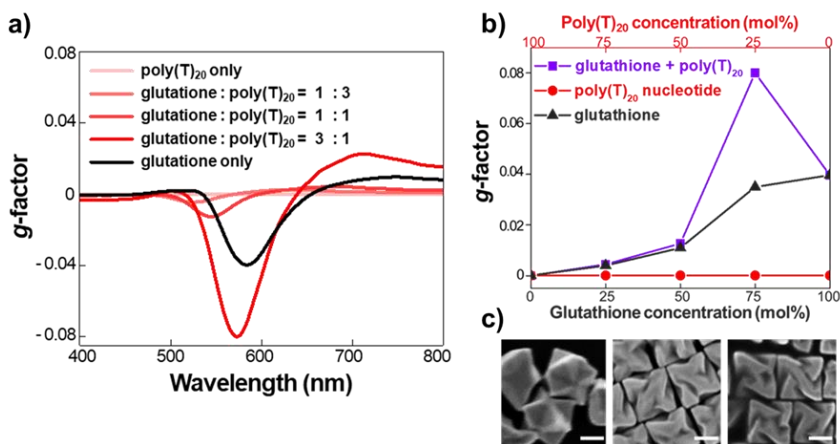 a)
g-factor
0.08
0.04
0
-0.04
-0.08
poly(T)20 only
glutatione : poly(T)20 = 1 : 3
glutatione : poly(T)20 = 1 : 1
glutatione : poly(T)20 = 3 : 1
glutatione only
400 500 600 700 800
Wavelength (nm)
b)
Poly(T)20 concentration (mol%)
100 75 50 25 0
g-factor
0.08
0.06
0.04
0.02
0
glutathione + poly(T)20
poly(T)20 nucleotide
glutathione
0 25 50 75 100
Glutathione concentration (mol%)
c)